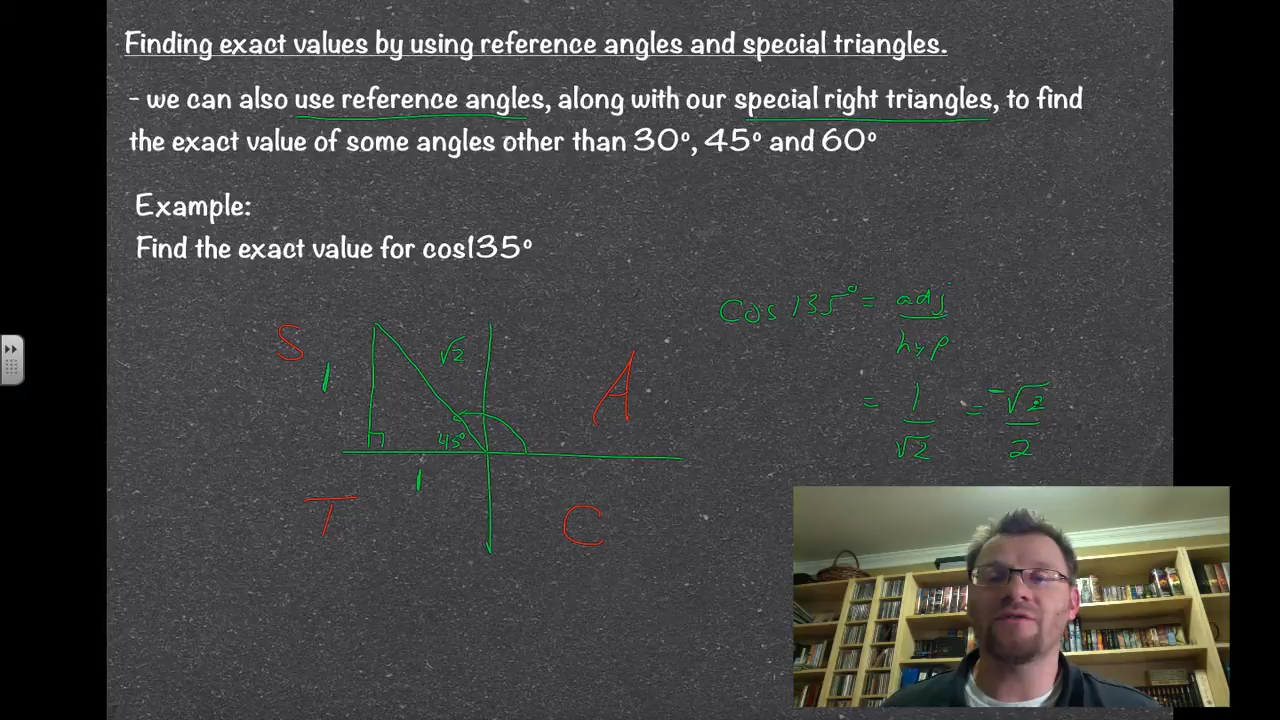 Finding exact values by using reference angles and special triangles.
- we can also use reference angles, along with our special right triangles, to find
the exact value of some angles other than 30°, 45° and 60°
Example:
Find the exact value for cos135°
Cos 135° = adj/hyp
= 1/√2 = -√2/2
S
A
1
√2
45°
1
T
C